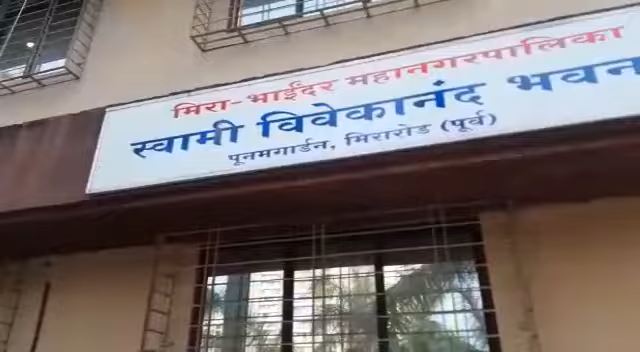 मिरा-भाईंदर महानगरपालिका
स्वामी विवेकानंद भवन
पूनमगार्डन, मिरारोड (पूर्व)